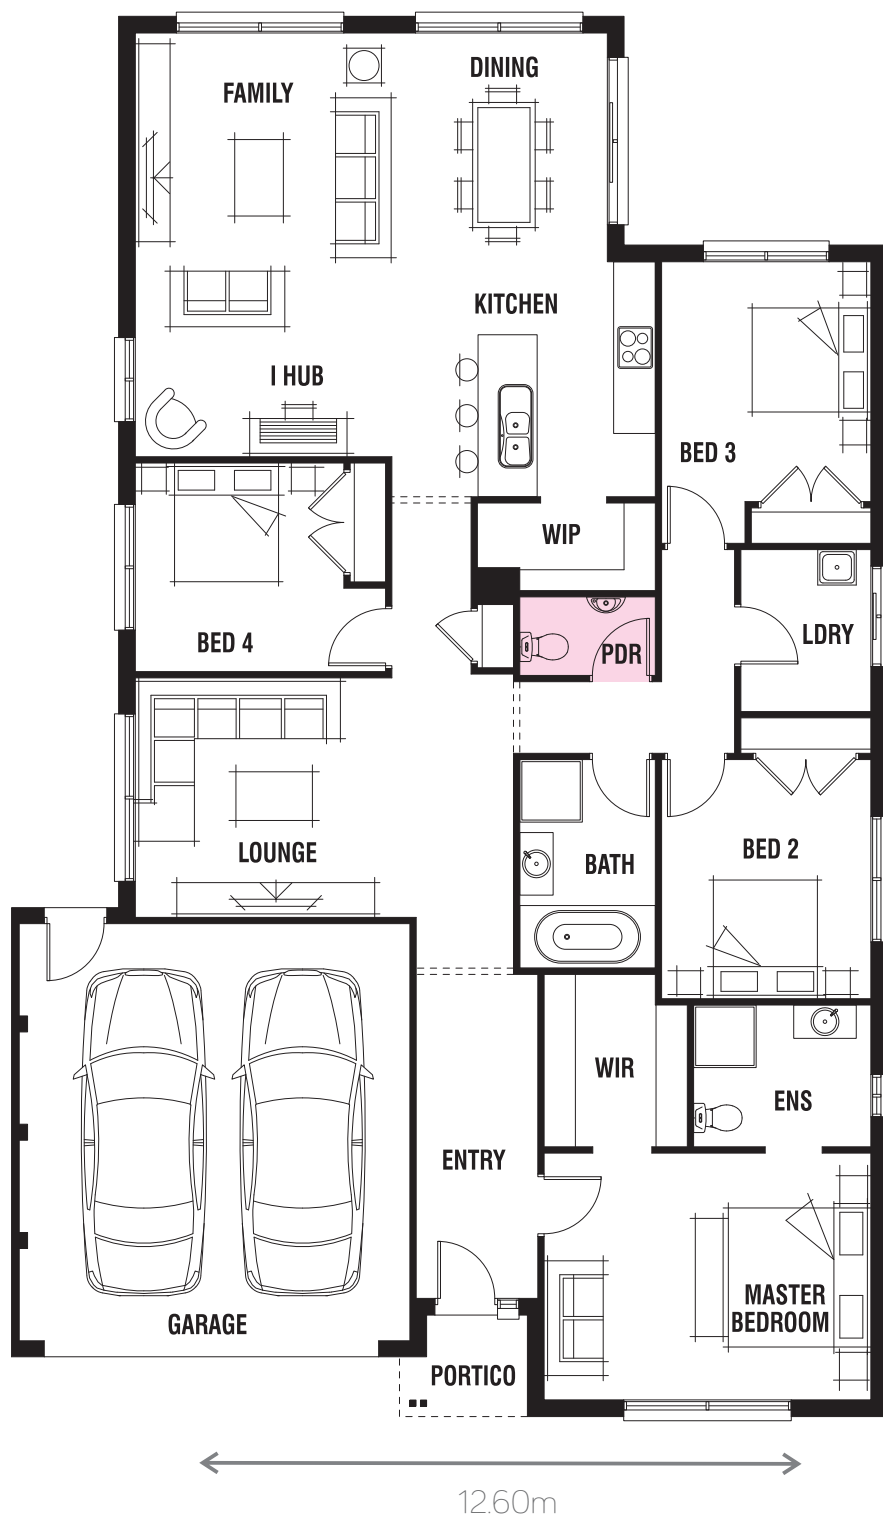 FAMILY
DINING
KITCHEN
I HUB
BED 3
WIP
BED 4
PDR
LDRY
LOUNGE
BATH
BED 2
WIR
ENS
ENTRY
MASTER
BEDROOM
GARAGE
PORTICO
12.60m